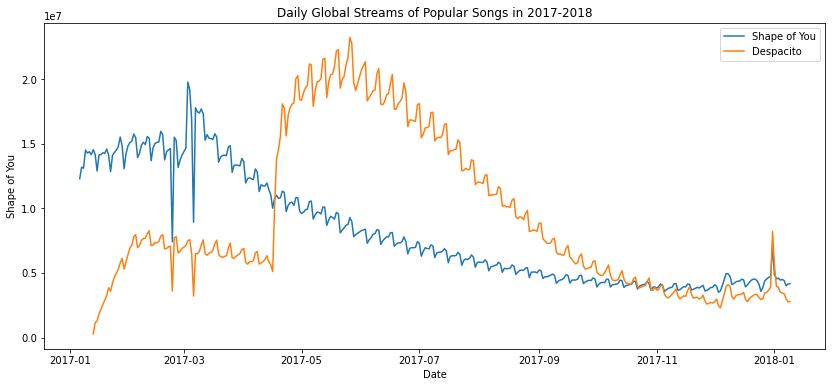 Daily Global Streams of Popular Songs in 2017-2018
1e7
Shape of You
Despacito
2.0
1.5
1.0
0.5
0.0
Shape of You
2017-01
2017-03
2017-05
2017-07
2017-09
2017-11
2018-01
Date